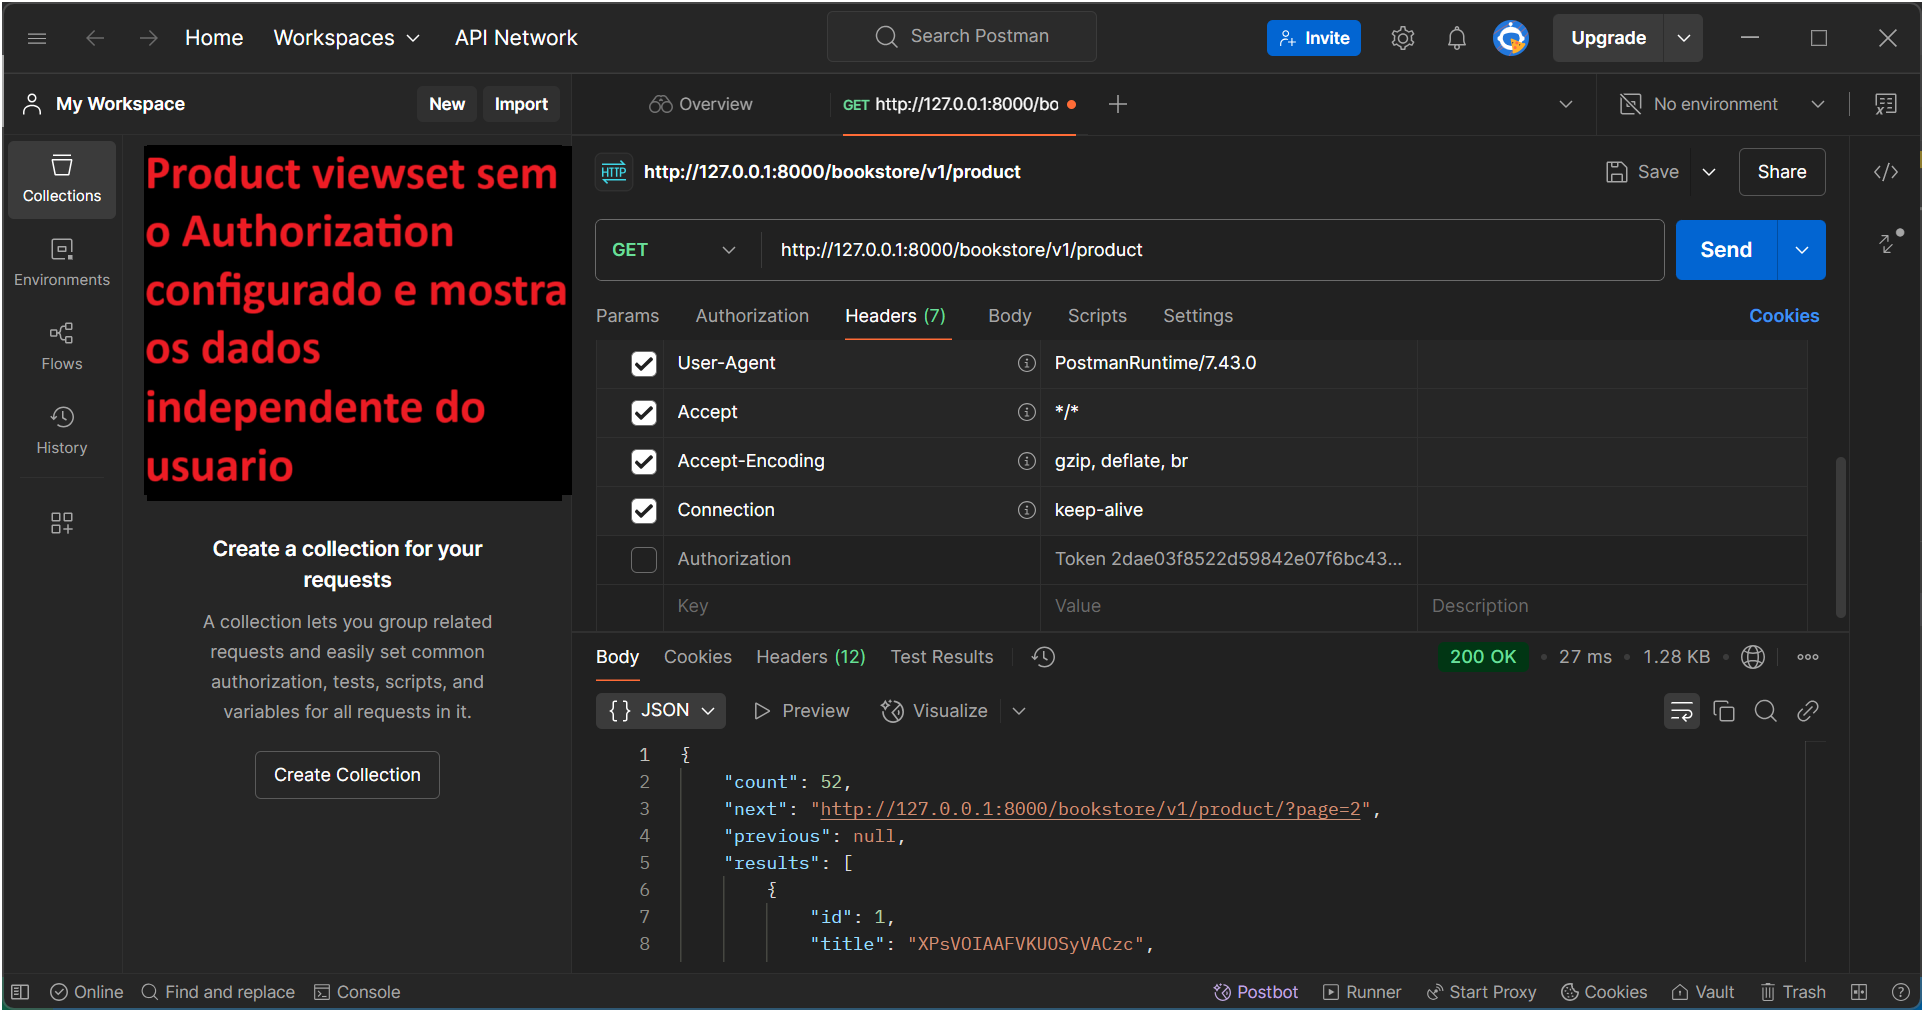 Home
Workspaces
API Network
Search Postman
Invite
Upgrade
My Workspace
New
Import
Overview
GET http://127.0.0.1:8000/bo
No environment
Collections
Environments
Flows
History
Product viewset sem
o Authorization
configurado e mostra
os dados
independente do
usuario
Create a collection for your
requests
A collection lets you group related
requests and easily set common
authorization, tests, scripts, and
variables for all requests in it.
Create Collection
HTTP
http://127.0.0.1:8000/bookstore/v1/product
Save
Share
GET
http://127.0.0.1:8000/bookstore/v1/product
Send
Params
Authorization
Headers (7)
Body
Scripts
Settings
Cookies
User-Agent
PostmanRuntime/7.43.0
Accept
*/*
Accept-Encoding
gzip, deflate, br
Connection
keep-alive
Authorization
Token 2dae03f8522d59842e07f6bc43...
Key
Value
Description
Body
Cookies
Headers (12)
Test Results
200 OK
27 ms
1.28 KB
{} JSON
Preview
Visualize
1 {
2 "count": 52,
3 "next": "http://127.0.0.1:8000/bookstore/v1/product/?page=2",
4 "previous": null,
5 "results": [
6 {
7 "id": 1,
8 "title": "XPsVOIAAFVKUOSyVACzc",
Online
Find and replace
Console
Postbot
Runner
Start Proxy
Cookies
Vault
Trash